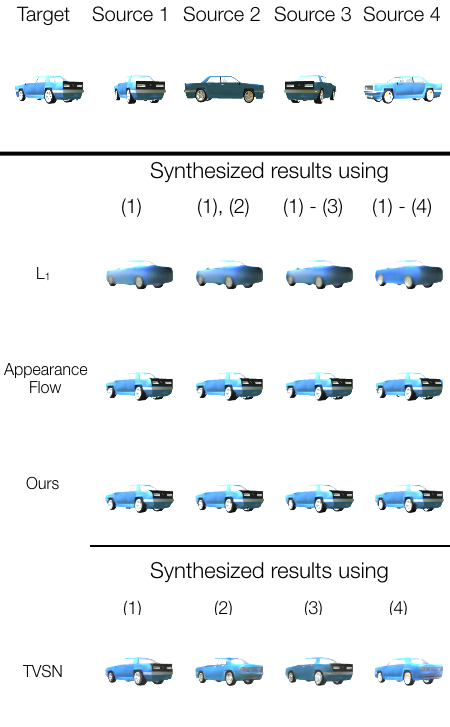 Target Source 1 Source 2 Source 3 Source 4
Synthesized results using
(1) (1), (2) (1) - (3) (1) - (4)
L₁
Appearance
Flow
Ours
Synthesized results using
(1) (2) (3) (4)
TVSN